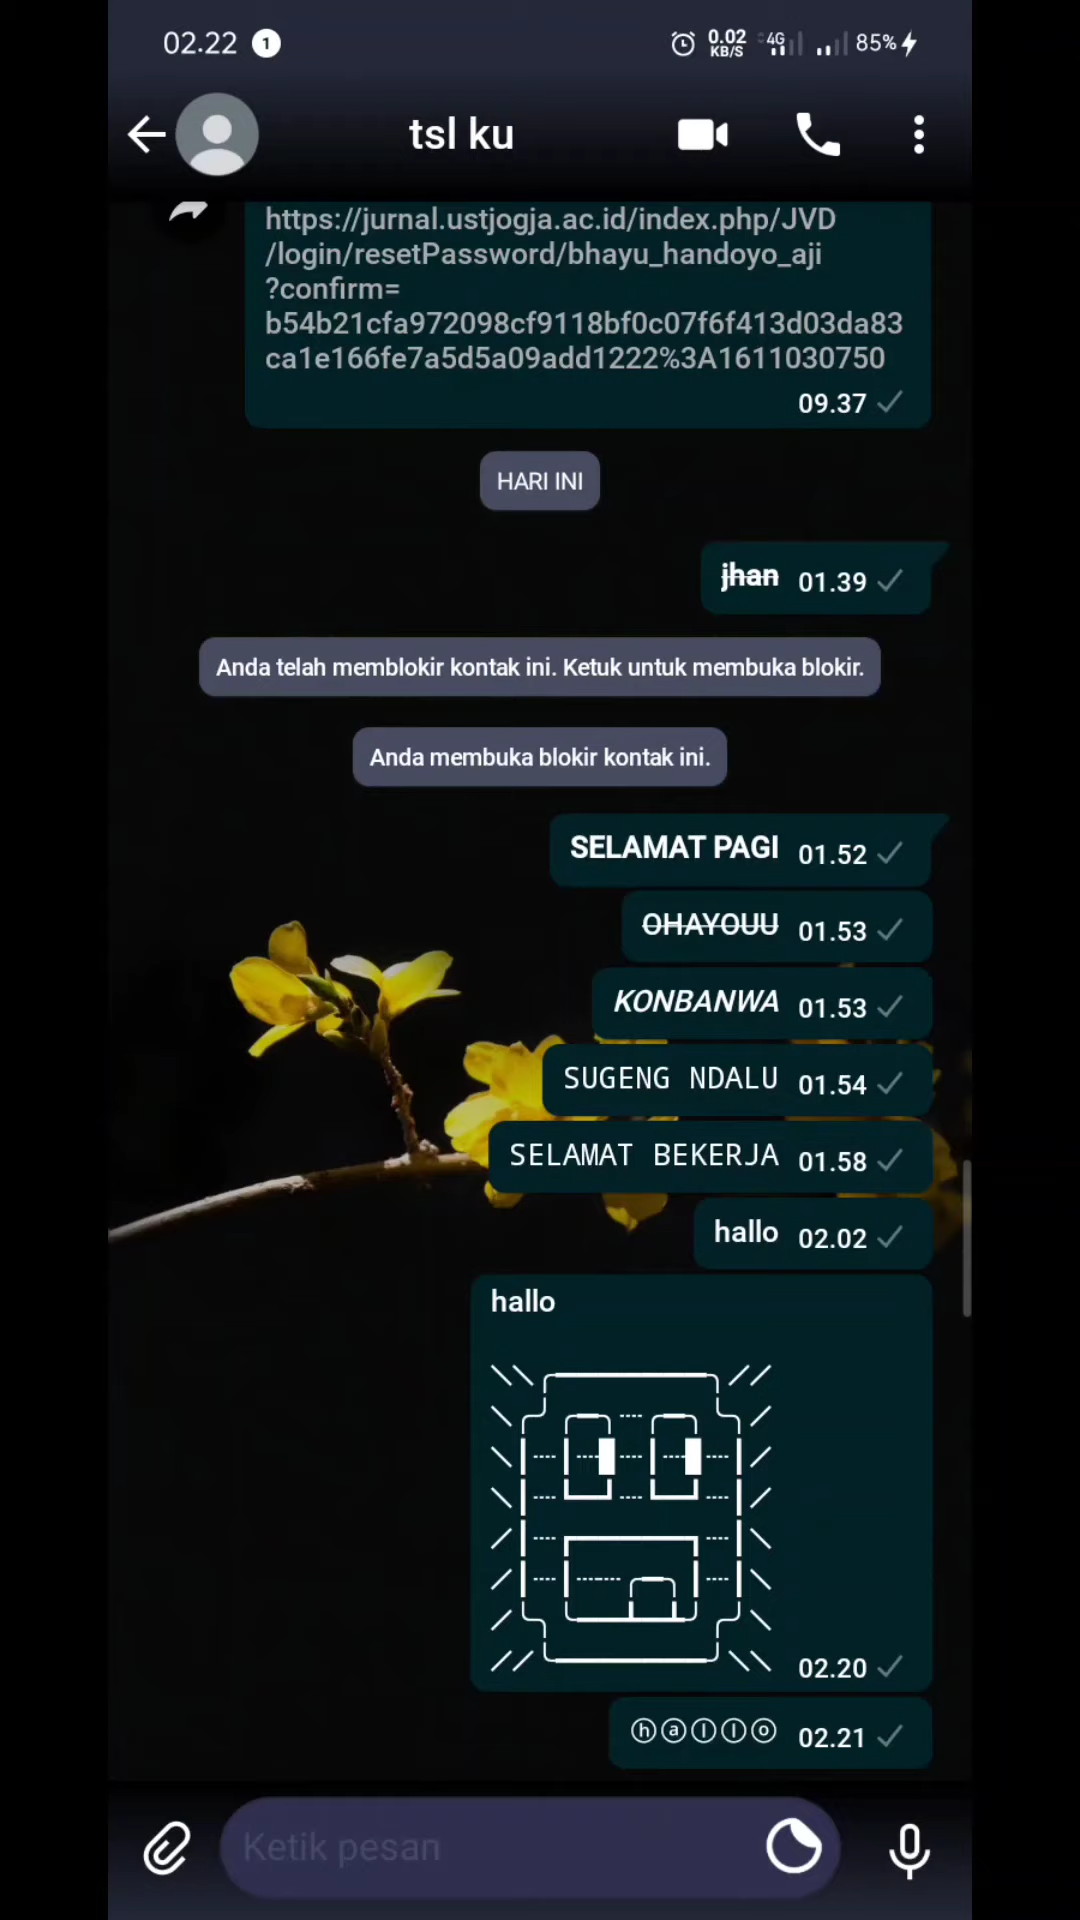 02.22 1 0.02 KB/S 4G 85%
tsl ku
https://jurnal.ustjogja.ac.id/index.php/JVD
/login/resetPassword/bhayu_handoyo_aji
?confirm=
b54b21cfa972098cf9118bf0c07f6f413d03da83
ca1e166fe7a5d5a09add1222%3A1611030750
09.37
HARI INI
jhan 01.39
Anda telah memblokir kontak ini. Ketuk untuk membuka blokir.
Anda membuka blokir kontak ini.
SELAMAT PAGI 01.52
OHAYOUU 01.53
KONBANWA 01.53
SUGENG NDALU 01.54
SELAMAT BEKERJA 01.58
hallo 02.02
hallo
02.20
ⓗⓐⓛⓛⓞ 02.21
Ketik pesan